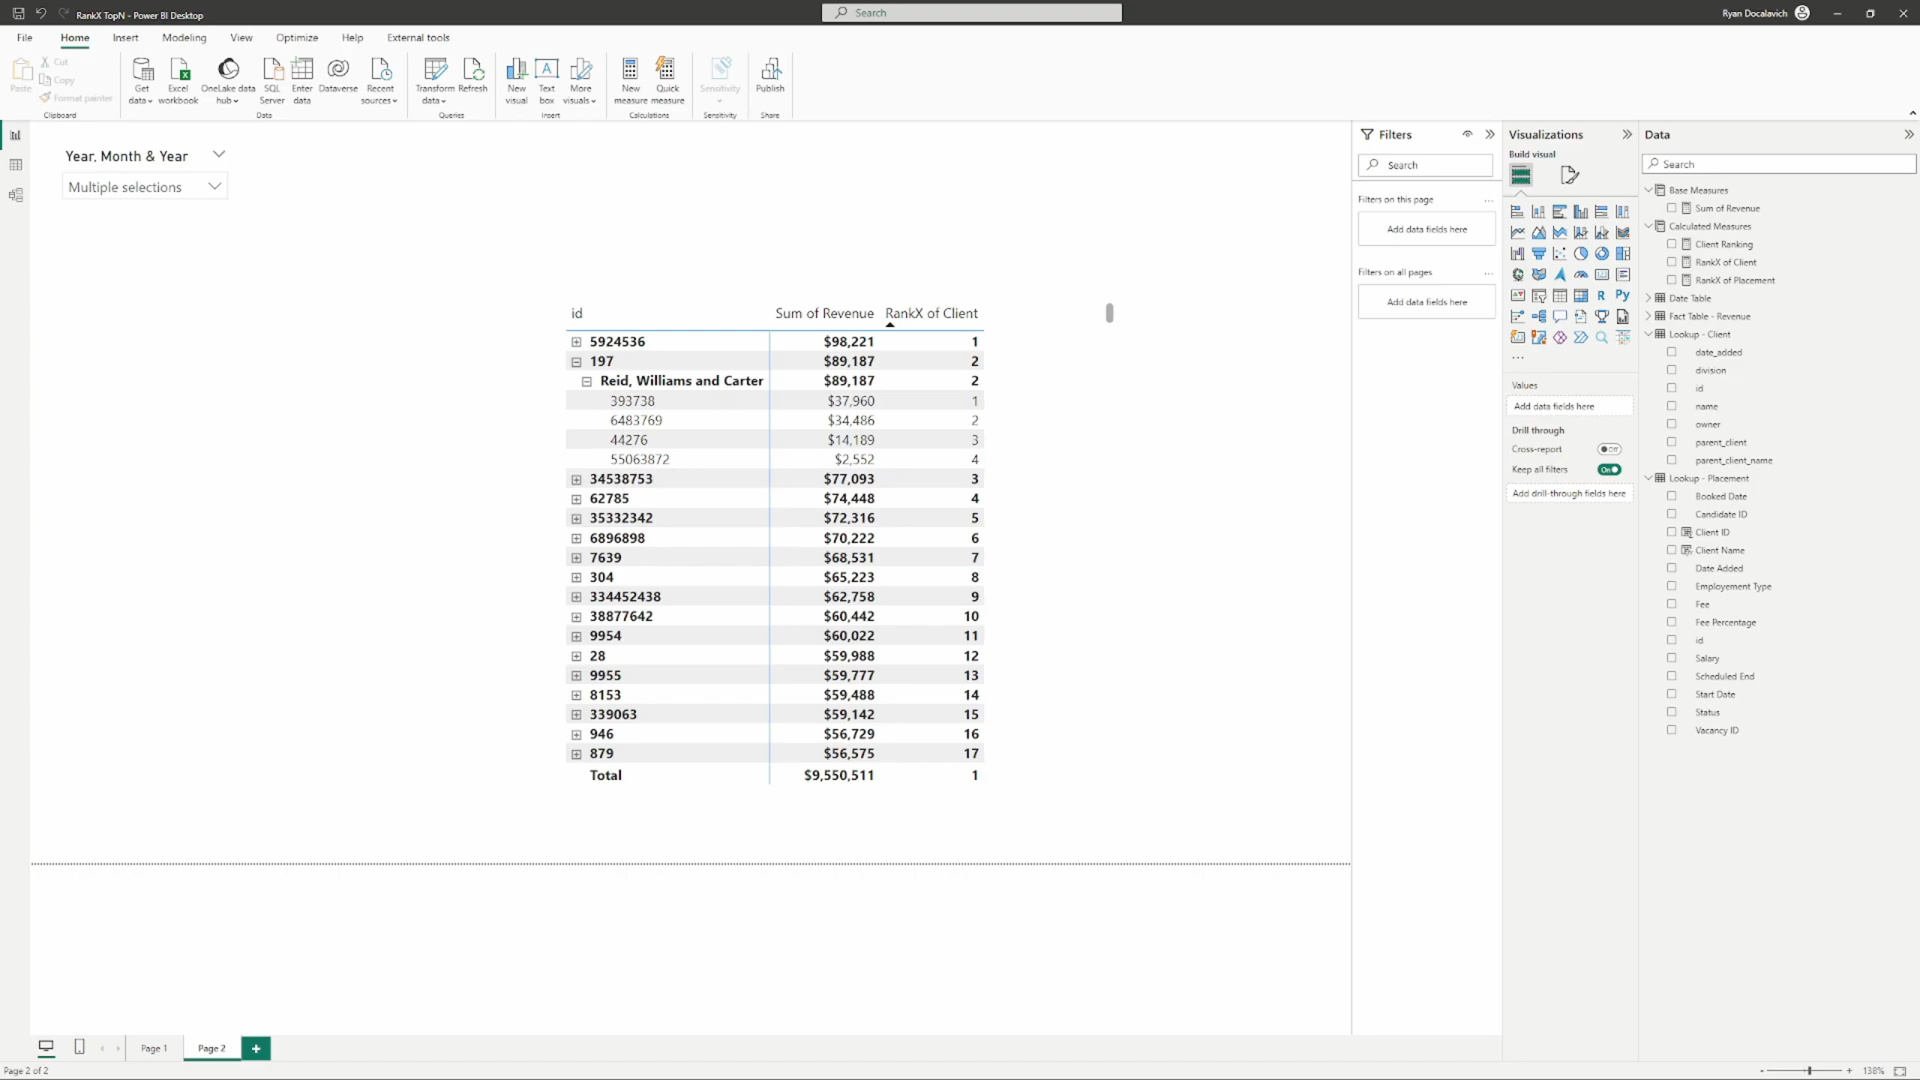 RankX TopN - Power BI Desktop
Search
Ryan Docalavich
File Home Insert Modeling View Optimize Help External tools
Paste
Cut
Copy
Format painter
Clipboard
Get data
Excel workbook
OneLake data hub
SQL Server
Enter data
Dataverse
Recent sources
Data
Transform data
Refresh
Queries
New visual
Text box
More visuals
Insert
New measure
Quick measure
Calculations
Sensitivity
Sensitivity
Publish
Share
Year, Month & Year
Multiple selections
id Sum of Revenue RankX of Client
5924536 $98,221 1
197 $89,187 2
Reid, Williams and Carter $89,187 2
393738 $37,960 1
6483769 $34,486 2
44276 $14,189 3
55063872 $2,552 4
34538753 $77,093 3
62785 $74,448 4
35332342 $72,316 5
6896898 $70,222 6
7639 $68,531 7
304 $65,223 8
334452438 $62,758 9
38877642 $60,442 10
9954 $60,022 11
28 $59,988 12
9955 $59,777 13
8153 $59,488 14
339063 $59,142 15
946 $56,729 16
879 $56,575 17
Total $9,550,511 1
Filters
Search
Filters on this page ...
Add data fields here
Filters on all pages ...
Add data fields here
Visualizations
Build visual
R Py
...
Values
Add data fields here
Drill through
Cross-report Off
Keep all filters On
Add drill-through fields here
Data
Search
Base Measures
Sum of Revenue
Calculated Measures
Client Ranking
RankX of Client
RankX of Placement
Date Table
Fact Table - Revenue
Lookup - Client
date_added
division
id
name
owner
parent_client
parent_client_name
Lookup - Placement
Booked Date
Candidate ID
Client ID
Client Name
Date Added
Employement Type
Fee
Fee Percentage
id
Salary
Scheduled End
Start Date
Status
Vacancy ID
Page 1 Page 2 +
Page 2 of 2
- + 138%